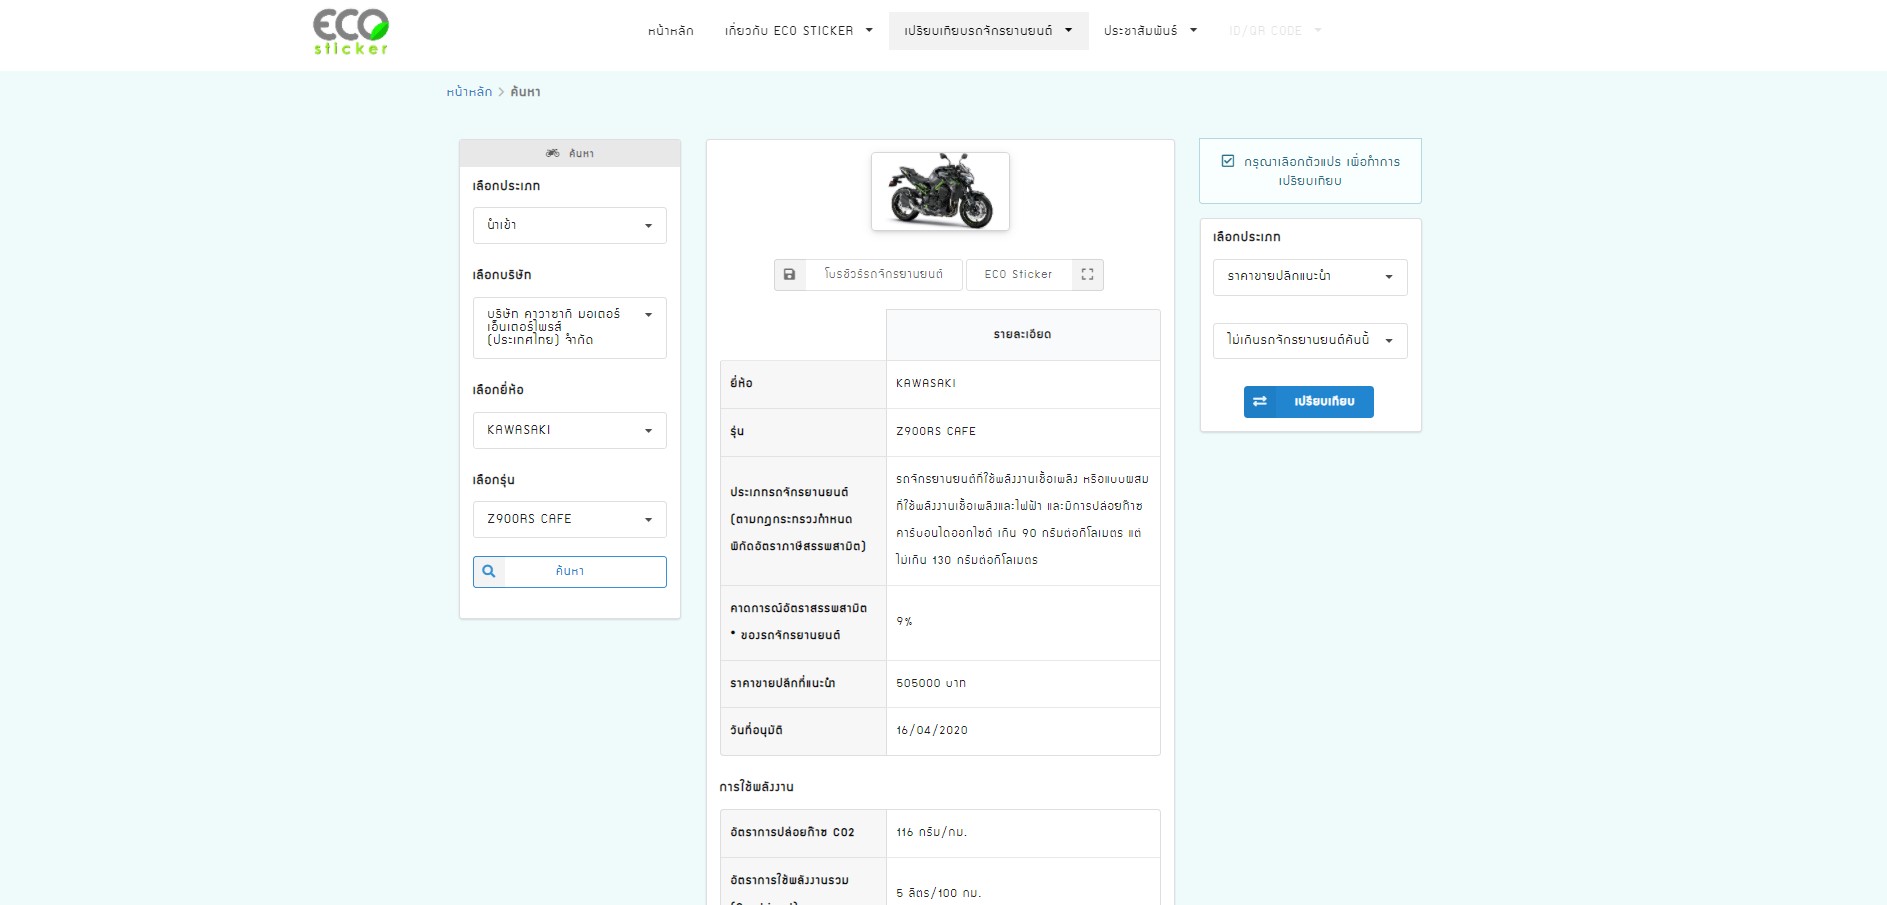 ECO
sticker
หน้าหลัก
เกี่ยวกับ ECO STICKER
เปรียบเทียบรถจักรยานยนต์
ประชาสัมพันธ์
ID/QR CODE
หน้าหลัก
ค้นหา
ค้นหา
เลือกประเภท
นำเข้า
เลือกบริษัท
บริษัท คาวาซากิ มอเตอร์
เอ็นเตอร์ไพรส์
(ประเทศไทย) จำกัด
เลือกยี่ห้อ
KAWASAKI
เลือกรุ่น
Z900RS CAFE
ค้นหา
โบรชัวร์รถจักรยานยนต์
ECO Sticker
รายละเอียด
ยี่ห้อ
KAWASAKI
รุ่น
Z900RS CAFE
ประเภทรถจักรยานยนต์
(ตามกฎกระทรวงกำหนด
พิกัดอัตราภาษีสรรพสามิต)
รถจักรยานยนต์ที่ใช้พลังงานเชื้อเพลิง หรือแบบผสม
ที่ใช้พลังงานเชื้อเพลิงและไฟฟ้า และมีการปล่อยก๊าซ
คาร์บอนไดออกไซด์ เกิน 90 กรัมต่อกิโลเมตร แต่
ไม่เกิน 130 กรัมต่อกิโลเมตร
คาดการณ์อัตราสรรพสามิต
* ของรถจักรยานยนต์
9%
ราคาขายปลีกที่แนะนำ
505000 บาท
วันที่อนุมัติ
16/04/2020
การใช้พลังงาน
อัตราการปล่อยก๊าซ CO2
116 กรัม/กม.
อัตราการใช้พลังงานรวม
5 ลิตร/100 กม.
กรุณาเลือกตัวแปร เพื่อทำการ
เปรียบเทียบ
เลือกประเภท
ราคาขายปลีกแนะนำ
ไม่เกินรถจักรยานยนต์คันนี้
เปรียบเทียบ